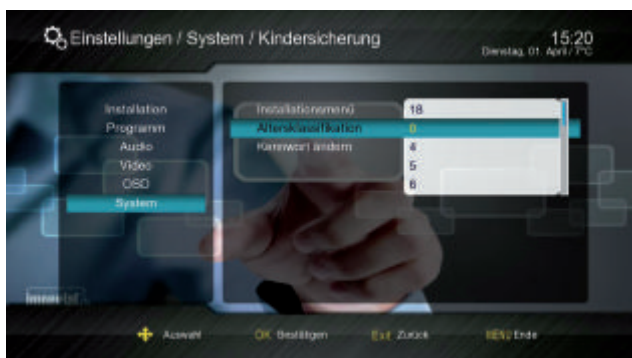 Einstellungen / System / Kindersicherung
15:20
Dienstag, 01. April / 7°C
Installation
Programm
Audio
Video
OSD
System
Installationsmenü
Altersklassifikation
Kennwort ändern
18
0
4
5
6
Auswahl
OK Bestätigen
Exit Zurück
MENU Ende